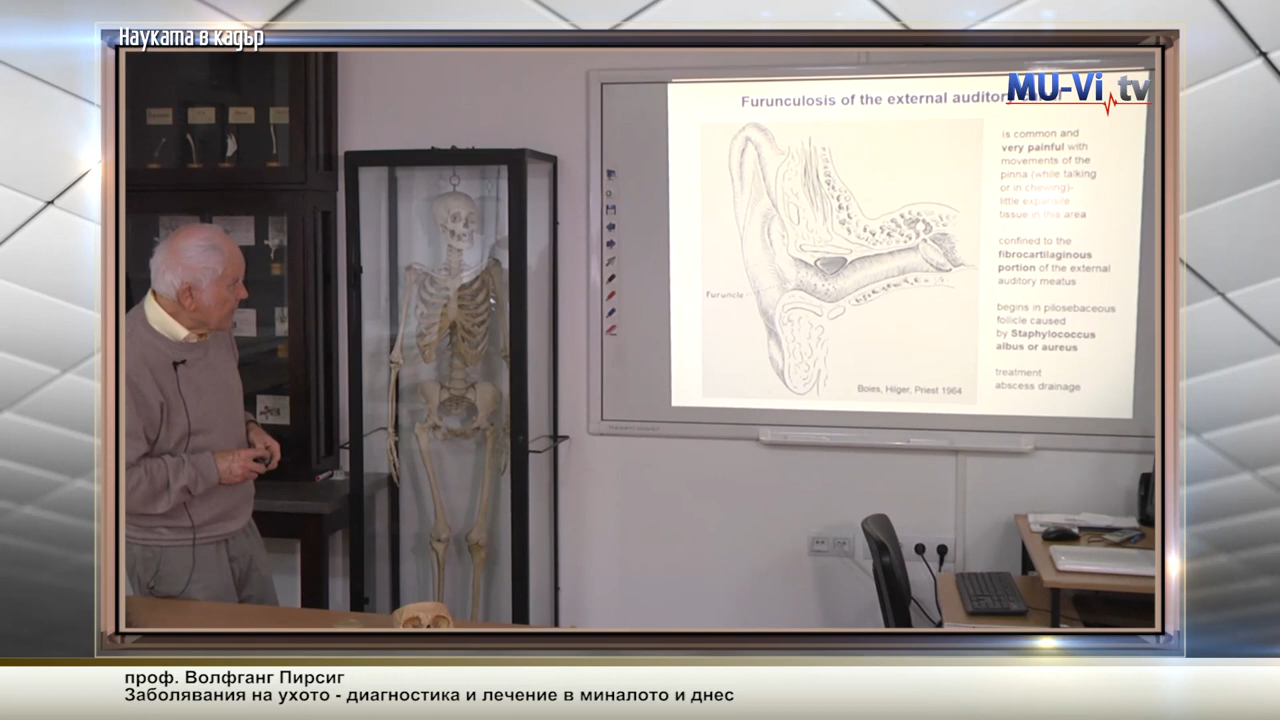 Науката в кадър
MU-Vi.tv
Furunculosis of the external auditory
is common and
very painful with
movements of the
pinna (while talking
or in chewing)-
little expansile
tissue in this area
confined to the
fibrocartilaginous
portion of the external
auditory meatus
begins in pilosebaceous
follicle caused
by Staphylococcus
albus or aureus
treatment
abscess drainage
Furuncle
Boies, Hilger, Priest 1964
проф. Волфганг Пирсиг
Заболявания на ухото - диагностика и лечение в миналото и днес